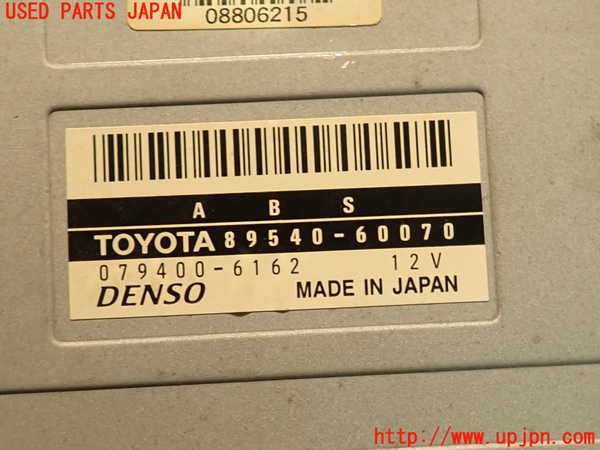 USED PARTS JAPAN
08806215
A B S
TOYOTA 89540-60070
079400-6162 12V
DENSO MADE IN JAPAN
http://www.upjpn.com/